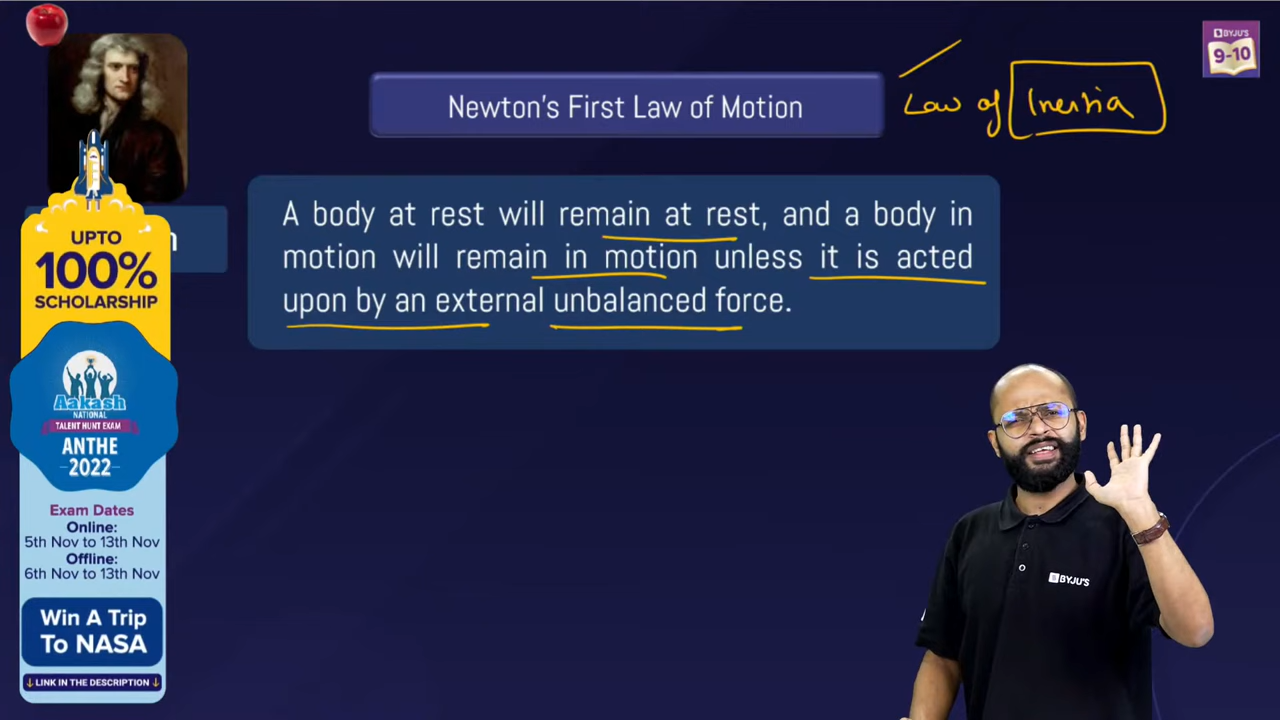 BYJU'S
9-10
Newton's First Law of Motion
Law of Inertia
A body at rest will remain at rest, and a body in
motion will remain in motion unless it is acted
upon by an external unbalanced force.
UPTO
100%
SCHOLARSHIP
Aakash
NATIONAL
TALENT HUNT EXAM
ANTHE
2022
Exam Dates
Online:
5th Nov to 13th Nov
Offline:
6th Nov to 13th Nov
Win A Trip
To NASA
↓ LINK IN THE DESCRIPTION ↓
BYJU'S